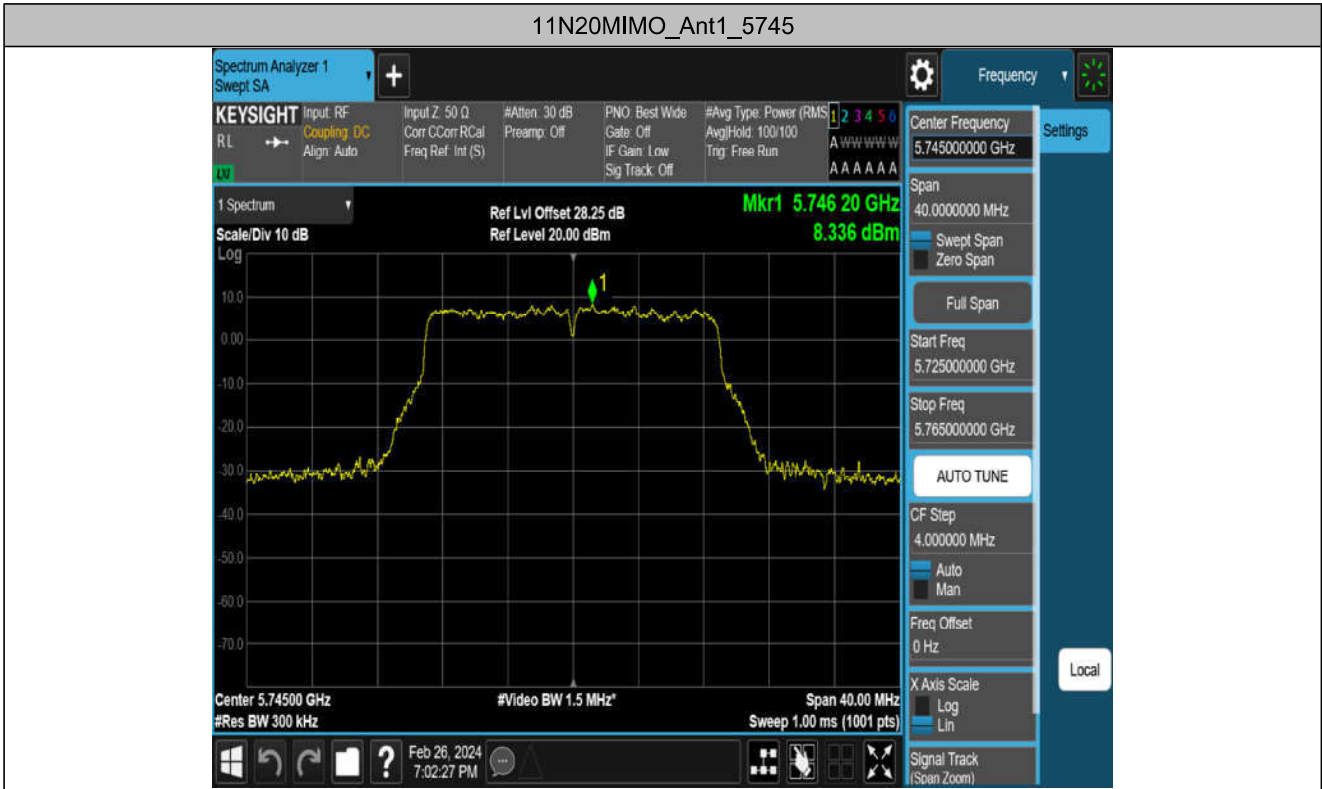 11N20MIMO_Ant1_5745
Spectrum Analyzer 1
Swept SA
Frequency
KEYSIGHT
RL
Input: RF
Coupling: DC
Align: Auto
Input Z: 50 Ω
Corr CCorr RCal
Freq Ref: Int (S)
#Atten: 30 dB
Preamp: Off
PNO: Best Wide
Gate: Off
IF Gain: Low
Sig Track: Off
#Avg Type: Power (RMS
Avg|Hold: 100/100
Trig: Free Run
1 2 3 4 5 6
A W W W W W
A A A A A A
1 Spectrum
Scale/Div 10 dB
Ref Lvl Offset 28.25 dB
Ref Level 20.00 dBm
Mkr1 5.746 20 GHz
8.336 dBm
Log
1
10.0
0.00
-10.0
-20.0
-30.0
-40.0
-50.0
-60.0
-70.0
Center 5.74500 GHz
#Res BW 300 kHz
#Video BW 1.5 MHz*
Span 40.00 MHz
Sweep 1.00 ms (1001 pts)
?
Feb 26, 2024
7:02:27 PM
Center Frequency
5.745000000 GHz
Settings
Span
40.0000000 MHz
Swept Span
Zero Span
Full Span
Start Freq
5.725000000 GHz
Stop Freq
5.765000000 GHz
AUTO TUNE
CF Step
4.000000 MHz
Auto
Man
Freq Offset
0 Hz
X Axis Scale
Log
Lin
Local
Signal Track
(Span Zoom)